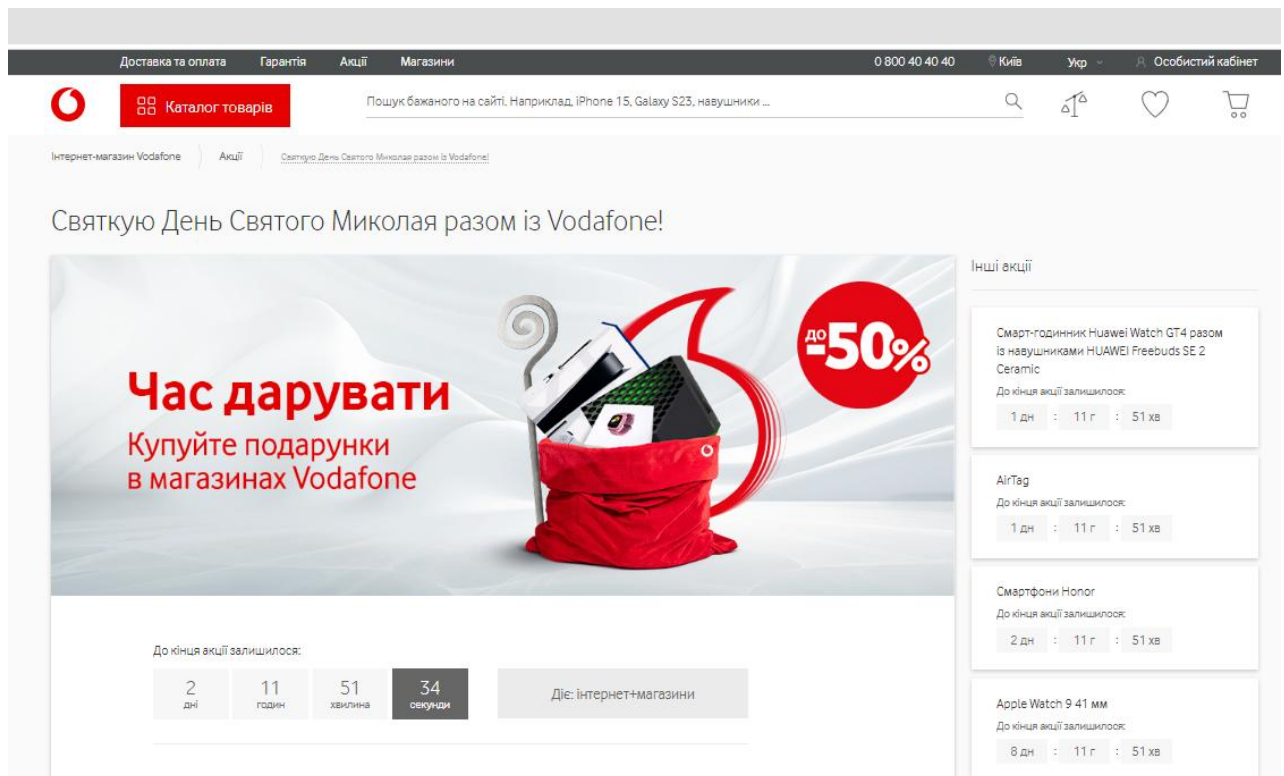 Доставка та оплата Гарантія Акції Магазини 0 800 40 40 40 Київ Укр Особистий кабінет
Каталог товарів Пошук бажаного на сайті. Наприклад, iPhone 15, Galaxy S23, навушники ...
Інтернет-магазин Vodafone Акції Святкую День Святого Миколая разом із Vodafone!
Святкую День Святого Миколая разом із Vodafone!
до
-50%
Час дарувати
Купуйте подарунки
в магазинах Vodafone
До кінця акції залишилося:
2 11 51 34
дні годин хвилина секунди
Діє: інтернет+магазини
Інші акції
Смарт-годинник Huawei Watch GT4 разом
із навушниками HUAWEI Freebuds SE 2
Ceramic
До кінця акції залишилося:
1 дн : 11 г : 51 хв
AirTag
До кінця акції залишилося:
1 дн : 11 г : 51 хв
Смартфони Honor
До кінця акції залишилося:
2 дн : 11 г : 51 хв
Apple Watch 9 41 мм
До кінця акції залишилося:
8 дн : 11 г : 51 хв